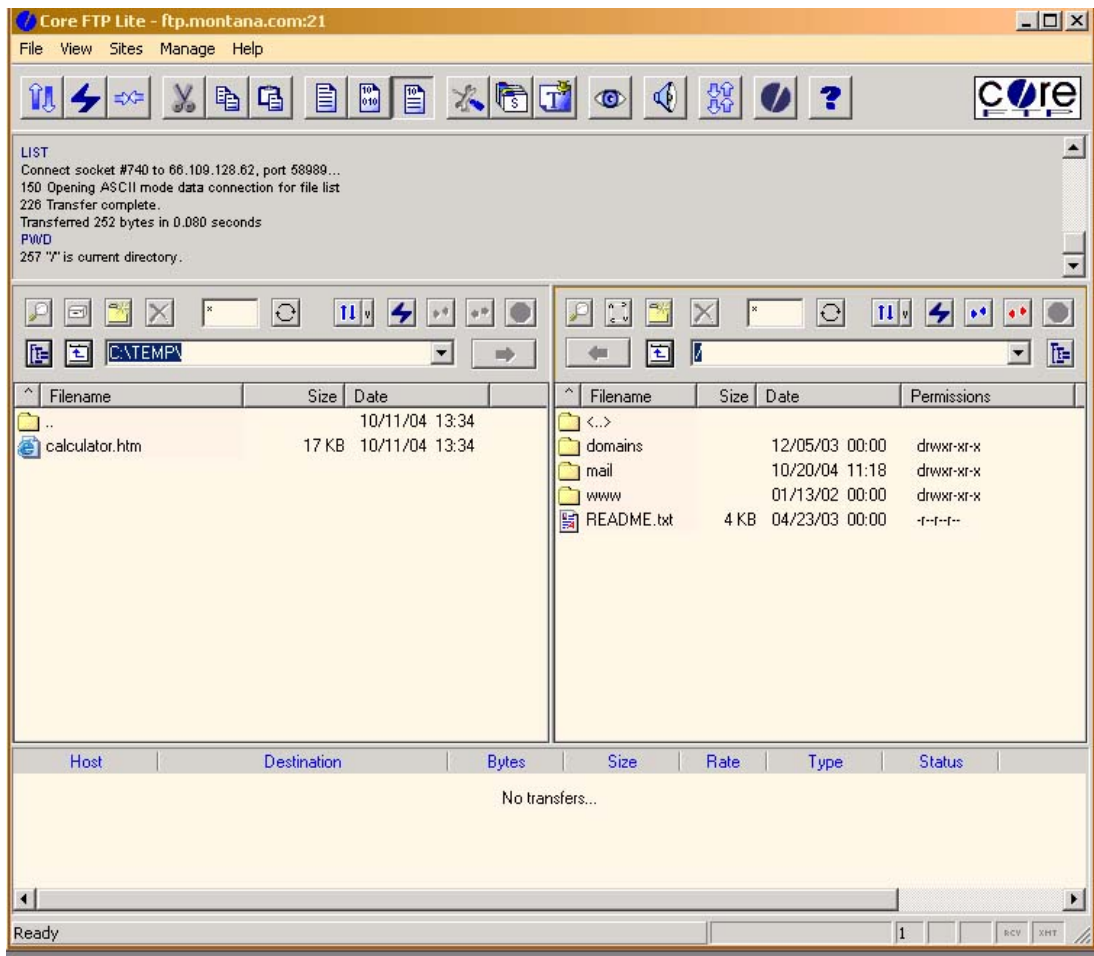 Core FTP Lite - ftp.montana.com:21
File View Sites Manage Help
core
FTP
LIST
Connect socket #740 to 66.109.128.62, port 58989...
150 Opening ASCII mode data connection for file list
226 Transfer complete.
Transferred 252 bytes in 0.080 seconds
PWD
257 "/" is current directory.
*
C:\TEMP\
*
/
^ Filename Size Date
.. 10/11/04 13:34
calculator.htm 17 KB 10/11/04 13:34
^ Filename Size Date Permissions
<..>
domains 12/05/03 00:00 drwxr-xr-x
mail 10/20/04 11:18 drwxr-xr-x
www 01/13/02 00:00 drwxr-xr-x
README.txt 4 KB 04/23/03 00:00 -r--r--r--
Host Destination Bytes Size Rate Type Status
No transfers...
Ready 1 RCV XMT